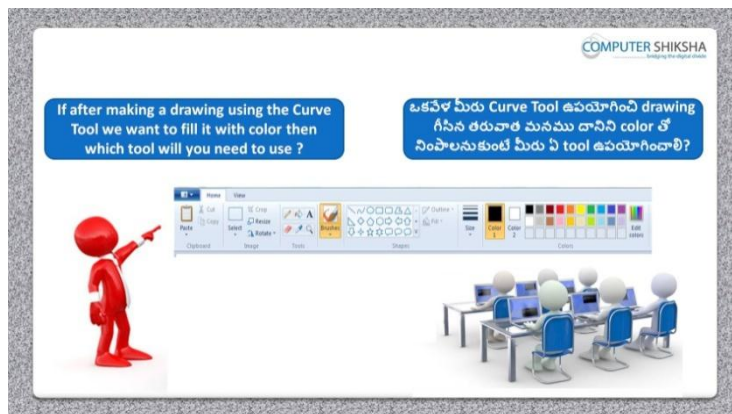 COMPUTER SHIKSHA
bridging the digital divide
If after making a drawing using the Curve
Tool we want to fill it with color then
which tool will you need to use ?
ఒకవేళ మీరు Curve Tool ఉపయోగించి drawing
గీసిన తరువాత మనము దానిని color తో
నింపాలనుకుంటే మీరు ఏ tool ఉపయోగించాలి?
Home View
Paste Cut Copy Select Crop Resize Rotate A Brushes Outline Fill Size Color 1 Color 2 Edit colors
Clipboard Image Tools Shapes Colors